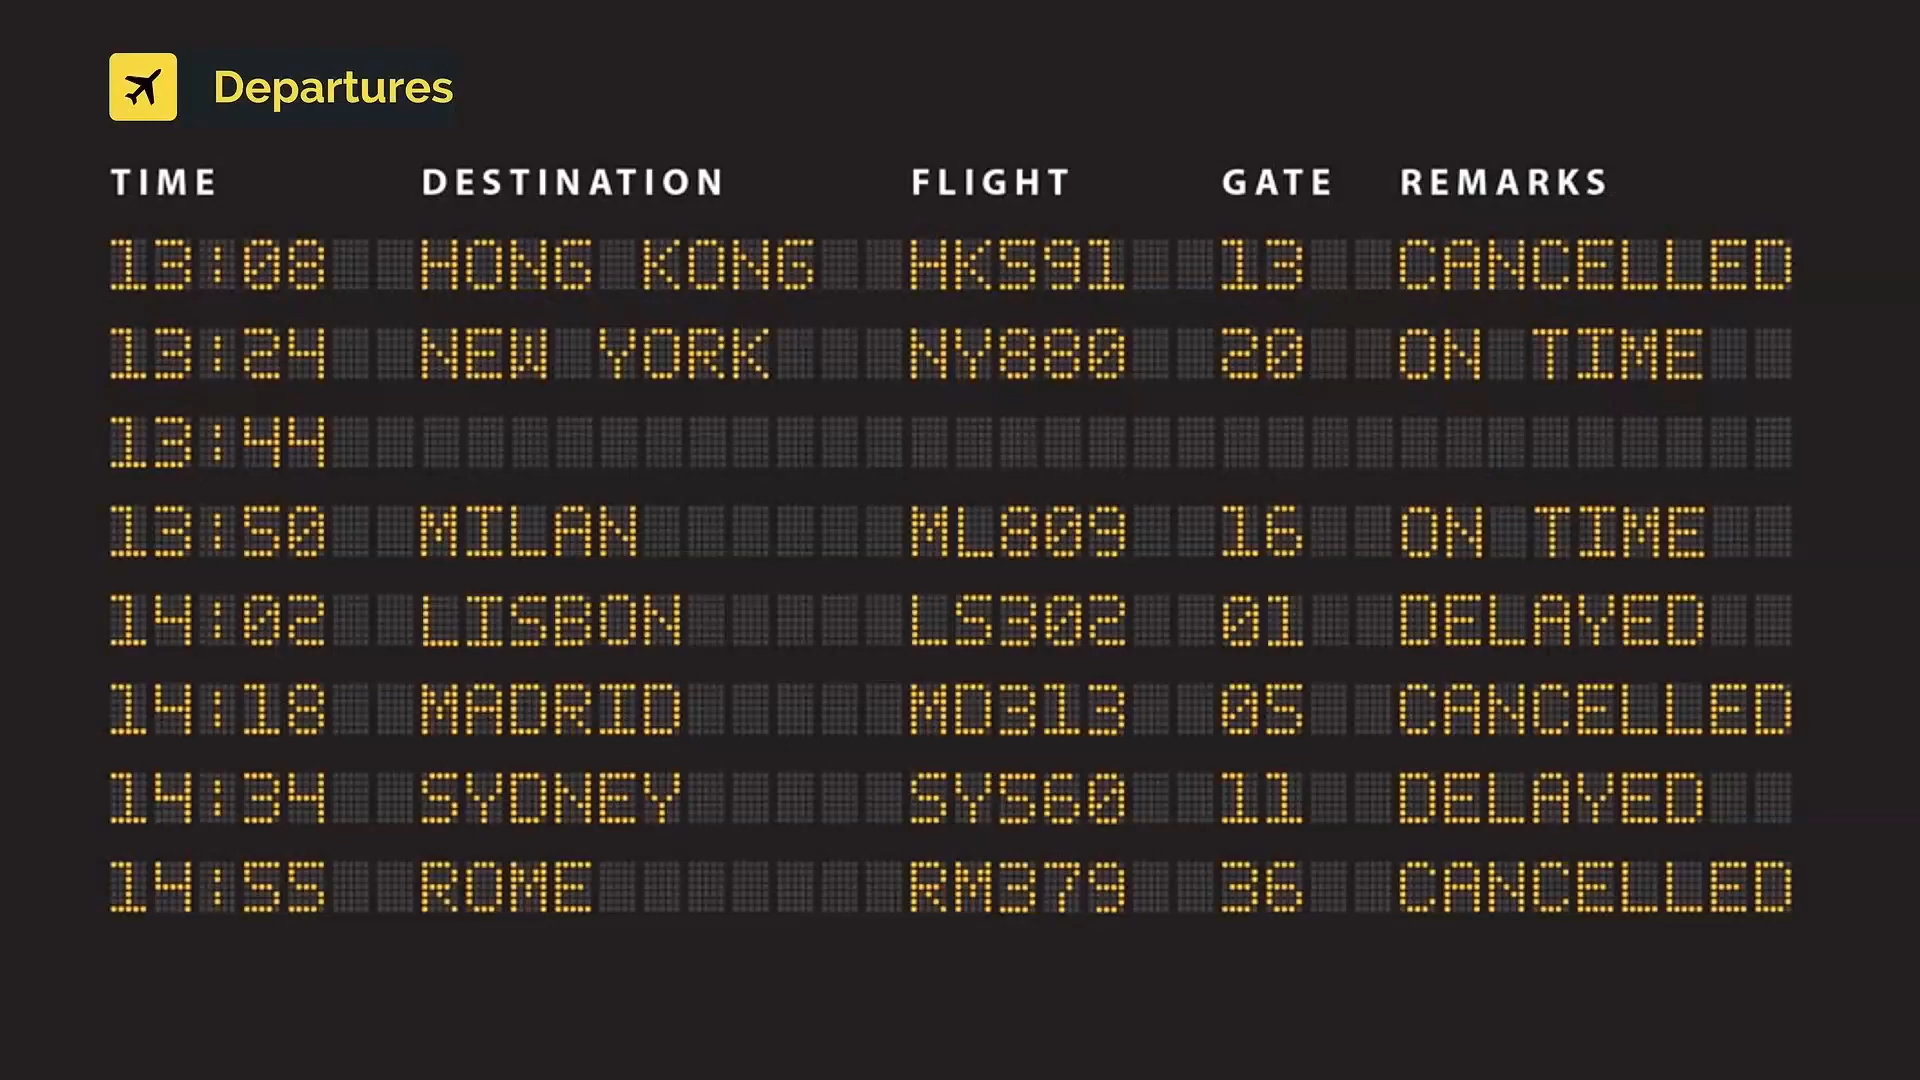 Departures
TIME DESTINATION FLIGHT GATE REMARKS
13:08 HONG KONG HK591 13 CANCELLED
13:24 NEW YORK NY880 20 ON TIME
13:44
13:50 MILAN ML809 16 ON TIME
14:02 LISBON LS302 01 DELAYED
14:18 MADRID MD313 05 CANCELLED
14:34 SYDNEY SY560 11 DELAYED
14:55 ROME RM379 36 CANCELLED